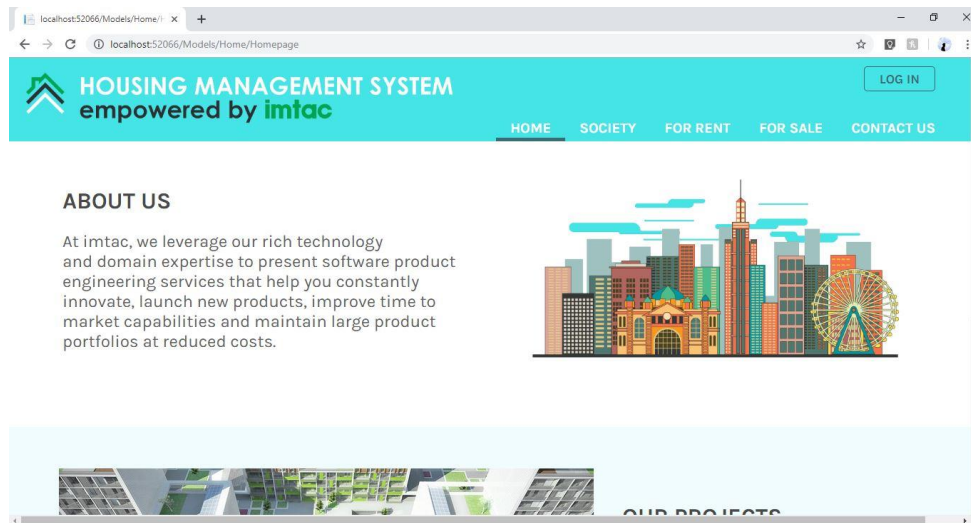 localhost:52066/Models/Home/H
localhost:52066/Models/Home/Homepage
HOUSING MANAGEMENT SYSTEM
empowered by imtac
LOG IN
HOME SOCIETY FOR RENT FOR SALE CONTACT US
ABOUT US
At imtac, we leverage our rich technology
and domain expertise to present software product
engineering services that help you constantly
innovate, launch new products, improve time to
market capabilities and maintain large product
portfolios at reduced costs.
OUR PROJECTS